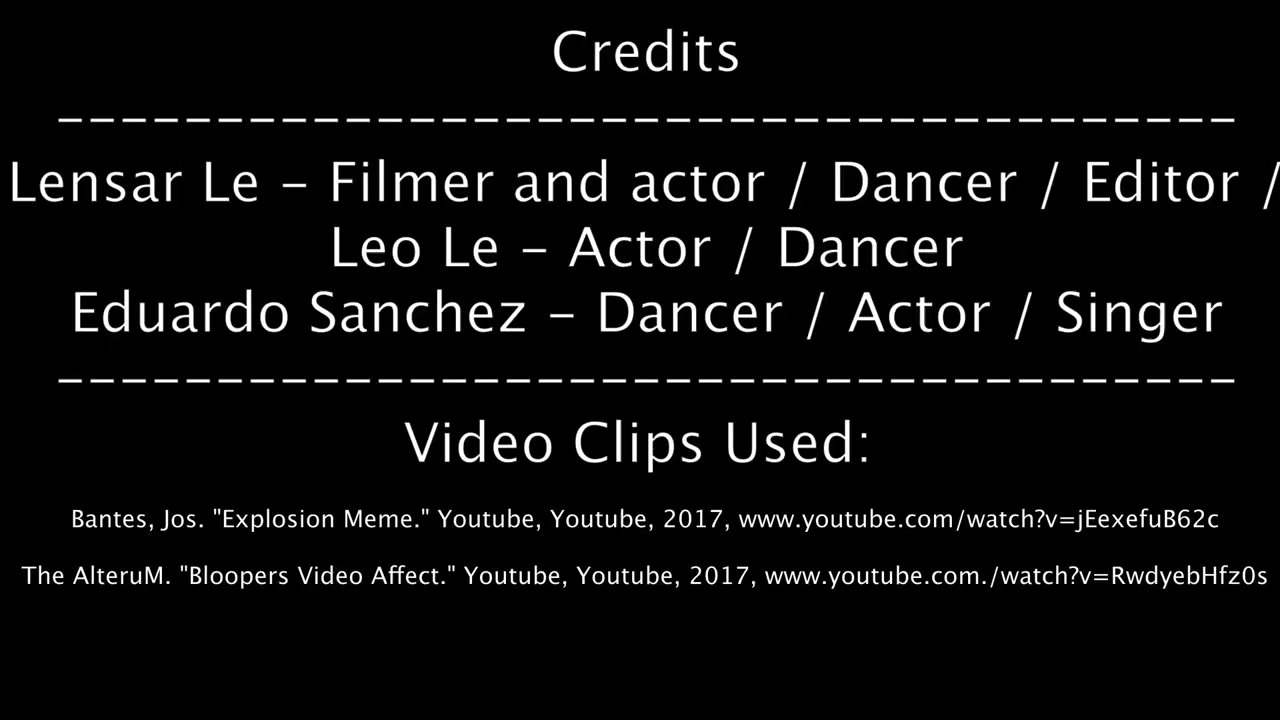 Credits
-------------------------------------
Lensar Le - Filmer and actor / Dancer / Editor /
Leo Le - Actor / Dancer
Eduardo Sanchez - Dancer / Actor / Singer
-------------------------------------
Video Clips Used:
Bantes, Jos. "Explosion Meme." Youtube, Youtube, 2017, www.youtube.com/watch?v=jEexefuB62c
The AlteruM. "Bloopers Video Affect." Youtube, Youtube, 2017, www.youtube.com./watch?v=RwdyebHfz0s